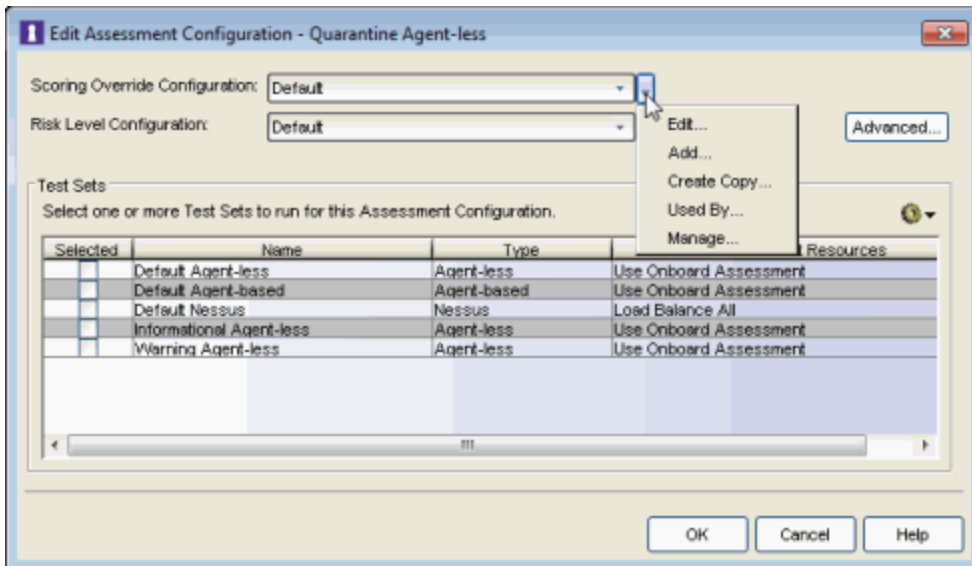 Edit Assessment Configuration - Quarantine Agent-less
Scoring Override Configuration: Default
Risk Level Configuration: Default
Edit...
Add...
Create Copy...
Used By...
Manage...
Advanced...
Test Sets
Select one or more Test Sets to run for this Assessment Configuration.
Selected Name Type Resources
Default Agent-less Agent-less Use Onboard Assessment
Default Agent-based Agent-based Use Onboard Assessment
Default Nessus Nessus Load Balance All
Informational Agent-less Agent-less Use Onboard Assessment
Warning Agent-less Agent-less Use Onboard Assessment
OK Cancel Help